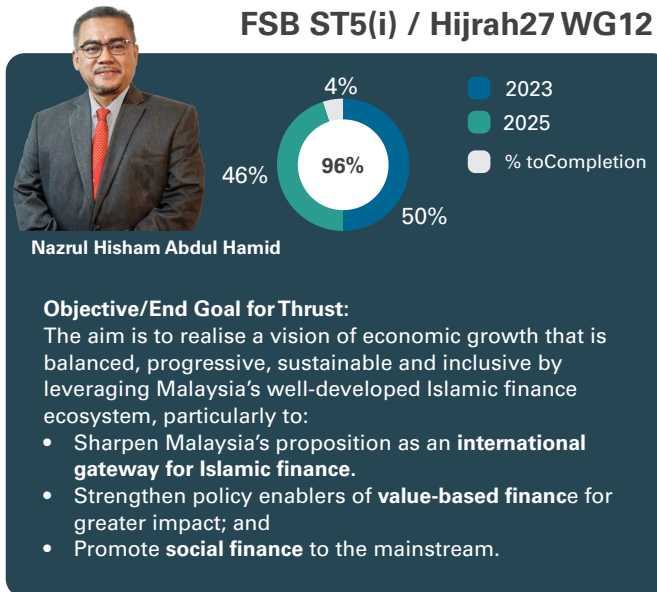 FSB ST5(i) / Hijrah27 WG12
4%
96%
46%
50%
2023
2025
% toCompletion
Nazrul Hisham Abdul Hamid
Objective/End Goal for Thrust:
The aim is to realise a vision of economic growth that is
balanced, progressive, sustainable and inclusive by
leveraging Malaysia's well-developed Islamic finance
ecosystem, particularly to:
• Sharpen Malaysia's proposition as an international
gateway for Islamic finance.
• Strengthen policy enablers of value-based finance for
greater impact; and
• Promote social finance to the mainstream.